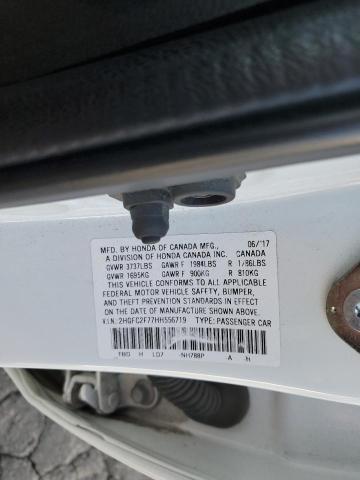 MFD. BY HONDA OF CANADA MFG., 06/'17
A DIVISION OF HONDA CANADA INC. CANADA
GVWR 3737LBS GAWR F 1984LBS R 1786LBS
GVWR 1695KG GAWR F 900KG R 810KG
THIS VEHICLE CONFORMS TO ALL APPLICABLE
FEDERAL MOTOR VEHICLE SAFETY, BUMPER,
AND THEFT PREVENTION STANDARDS IN EFFECT ON
THE DATE OF MANUFACTURE SHOWN ABOVE.
V.I.N: 2HGFC2F77HH556719 TYPE: PASSENGER CAR
H NH788P A H